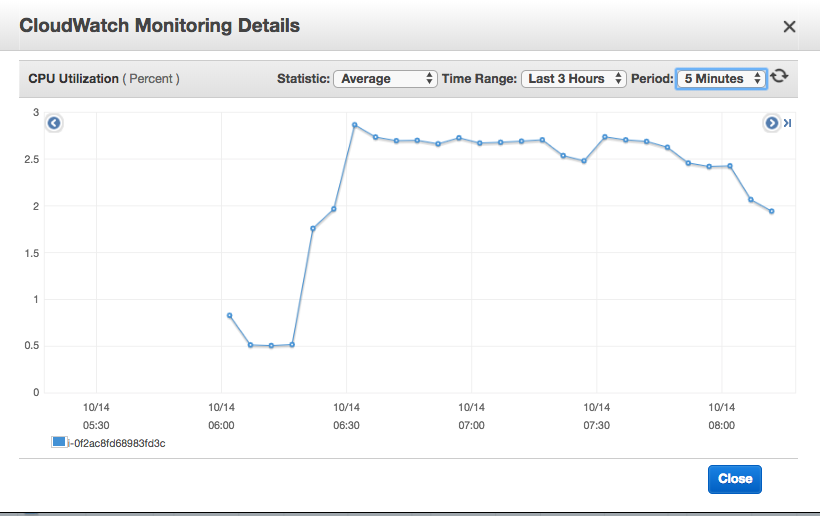 CloudWatch Monitoring Details
CPU Utilization ( Percent ) Statistic: Average Time Range: Last 3 Hours Period: 5 Minutes
3
2.5
2
1.5
1
0.5
0
10/14 10/14 10/14 10/14 10/14 10/14
05:30 06:00 06:30 07:00 07:30 08:00
i-0f2ac8fd68983fd3c
Close